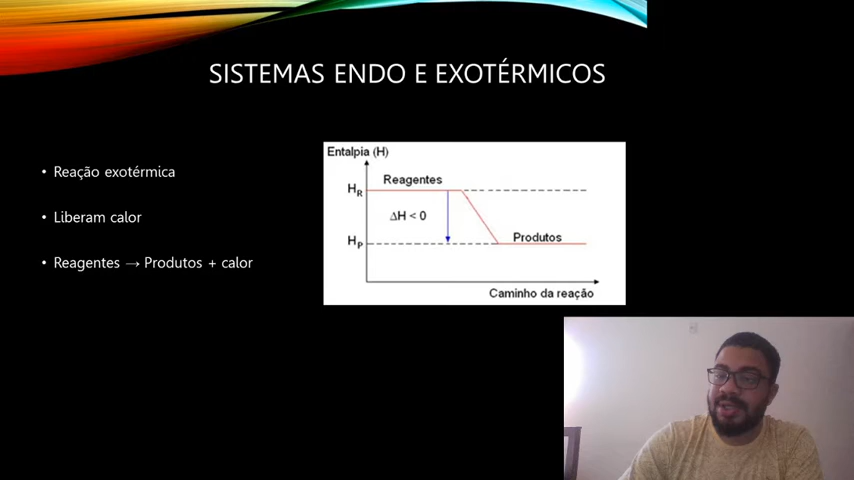 SISTEMAS ENDO E EXOTÉRMICOS
• Reação exotérmica
• Liberam calor
• Reagentes → Produtos + calor
Entalpia (H)
Reagentes
H_R
ΔH < 0
H_P
Produtos
Caminho da reação